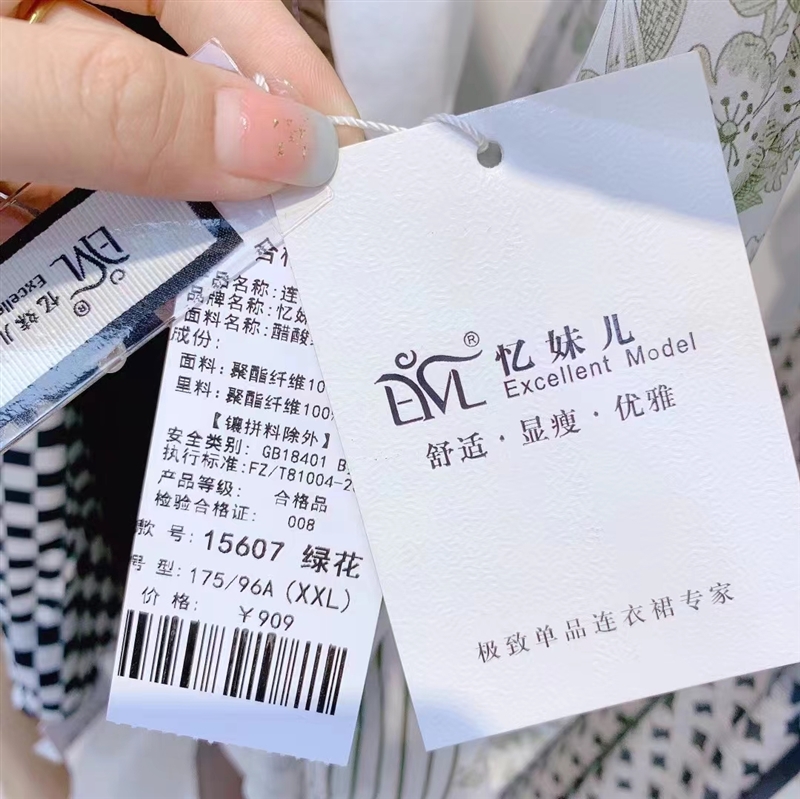 EML
®
忆妹儿
Excellent Model
舒适·显瘦·优雅
极致单品连衣裙专家
合格
品名称:连
品牌名称:忆妹
面料名称:醋酸
成份:
面料:聚酯纤维10
里料:聚酯纤维100%
【镶拼料除外】
安全类别: GB18401 B
执行标准:FZ/T81004-2
产品等级: 合格品
检验合格证: 008
款 号: 15607 绿花
号 型: 175/96A (XXL)
价 格: ¥909
EML
®
忆妹儿
Excelle